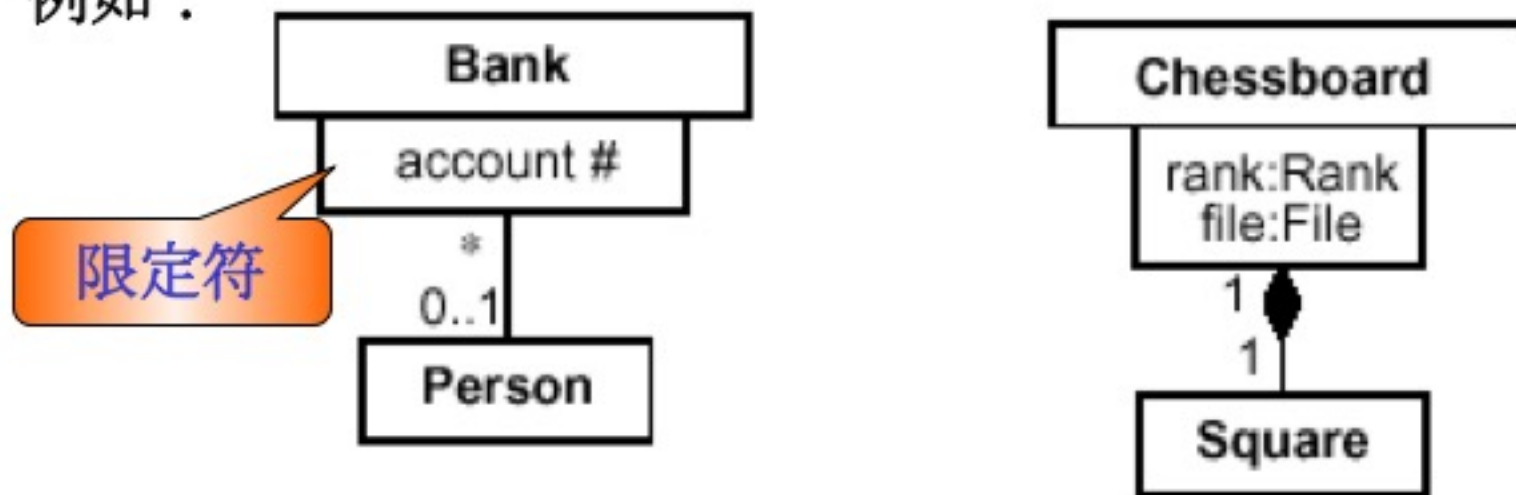 例如：
Bank
account #
限定符
*
0..1
Person
Chessboard
rank:Rank
file:File
1
1
Square